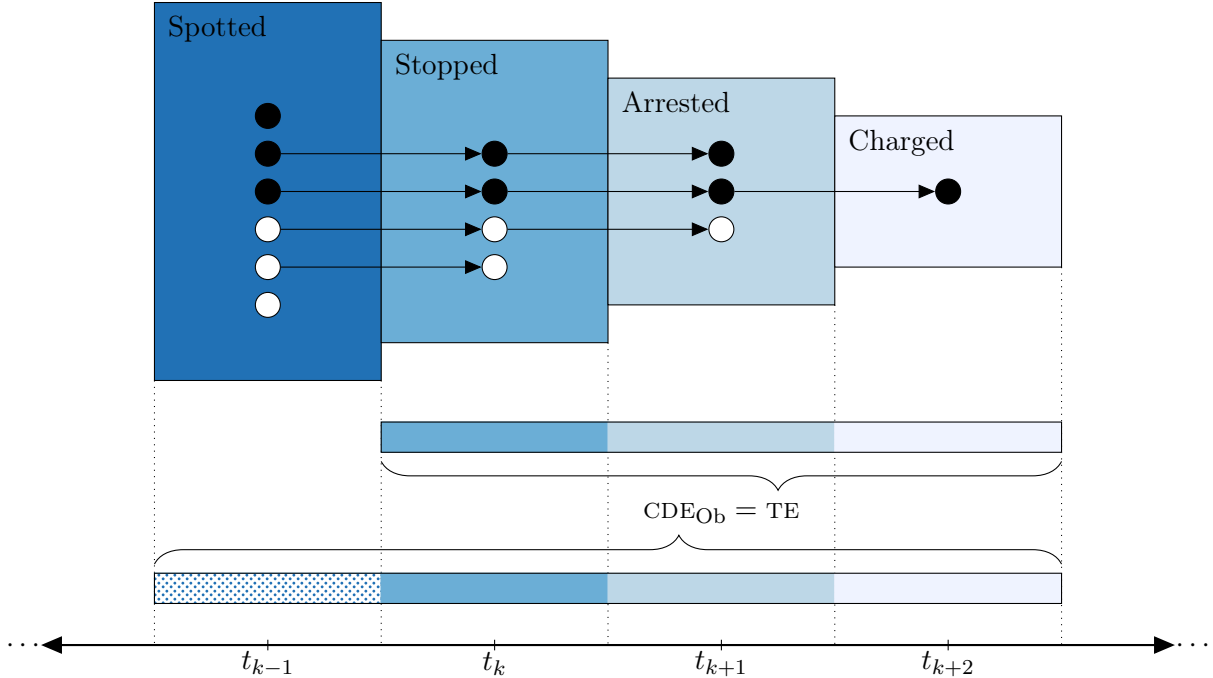 Spotted
Stopped
Arrested
Charged
CDE_Ob = TE
··· ···
t_{k−1} t_k t_{k+1} t_{k+2}